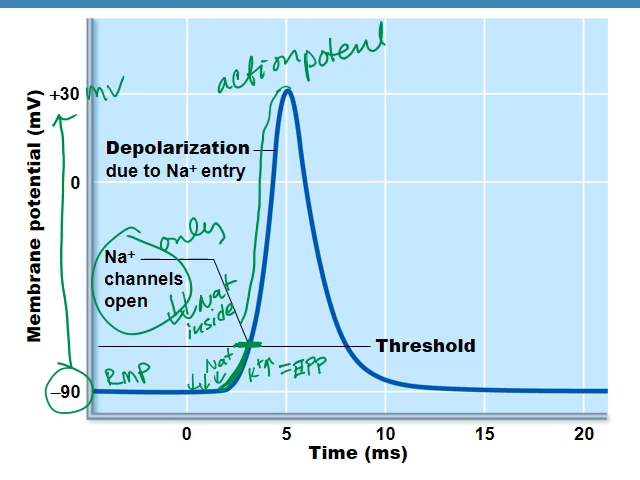 action potent
+30 mV
Depolarization
due to Na⁺ entry
0
only
Na⁺
channels
open
↓↓Na⁺
inside
Threshold
Na⁺
↓↓↙
K⁺↑ = EPP
RMP
–90
Membrane potential (mV)
0 5 10 15 20
Time (ms)